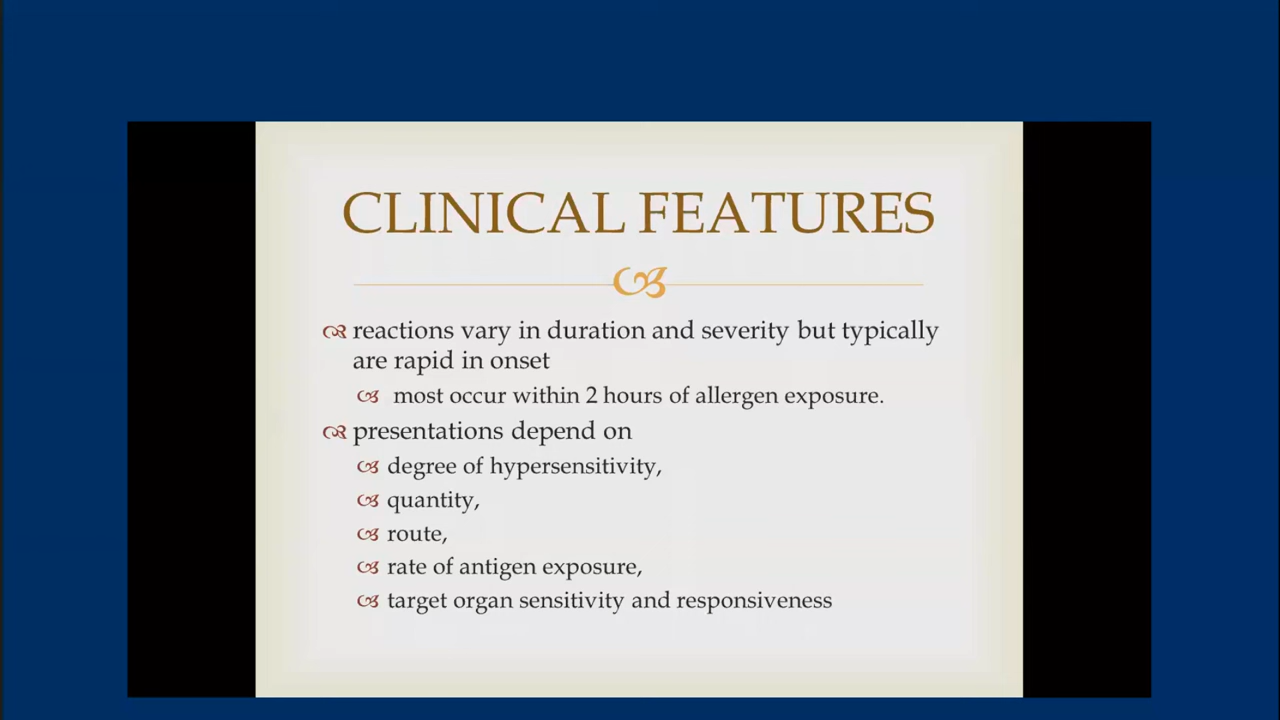 CLINICAL FEATURES
reactions vary in duration and severity but typically
are rapid in onset
most occur within 2 hours of allergen exposure.
presentations depend on
degree of hypersensitivity,
quantity,
route,
rate of antigen exposure,
target organ sensitivity and responsiveness